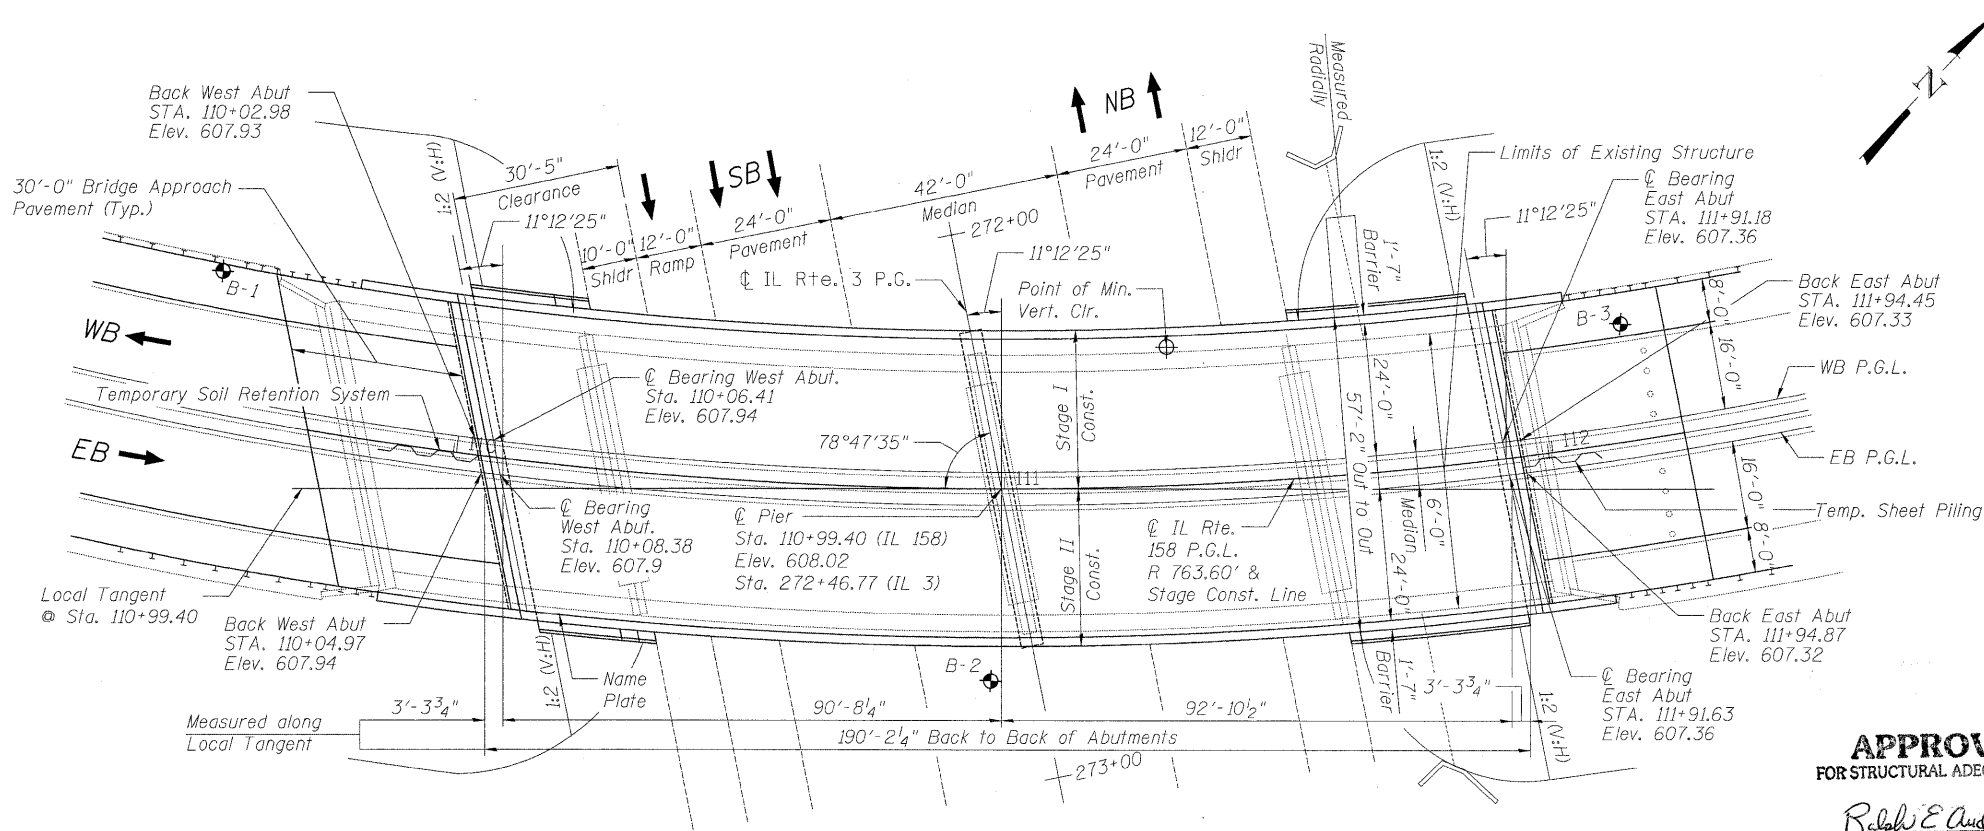 Back West Abut
STA. 110+02.98
Elev. 607.93
30'-0" Bridge Approach
Pavement (Typ.)
1:2 (V:H)
30'-5"
Clearance
11°12'25"
10'-0"
Shldr
12'-0"
Ramp
SB
24'-0"
Pavement
42'-0"
Median
272+00
NB
24'-0"
Pavement
12'-0"
Shldr
℄ IL Rte. 3 P.G.
11°12'25"
Point of Min.
Vert. Clr.
Measured
Radially
1'-7"
Barrier
1:2 (V:H)
Limits of Existing Structure
℄ Bearing
East Abut
STA. 111+91.18
Elev. 607.36
11°12'25"
Back East Abut
STA. 111+94.45
Elev. 607.33
N
B-1
B-3
WB
EB
8'-0"
16'-0"
WB P.G.L.
EB P.G.L.
16'-0"
8'-0"
Temporary Soil Retention System
℄ Bearing West Abut.
Sta. 110+06.41
Elev. 607.94
78°47'35"
Stage I
Const.
24'-0"
57'-2" Out to Out
111
112
6'-0"
Median
24'-0"
Temp. Sheet Piling
Local Tangent
@ Sta. 110+99.40
Back West Abut
STA. 110+04.97
Elev. 607.94
℄ Bearing
West Abut.
Sta. 110+08.38
Elev. 607.9
℄ Pier
Sta. 110+99.40 (IL 158)
Elev. 608.02
Sta. 272+46.77 (IL 3)
Stage II
Const.
℄ IL Rte.
158 P.G.L.
R 763.60' &
Stage Const. Line
Back East Abut
STA. 111+94.87
Elev. 607.32
℄ Bearing
East Abut
STA. 111+91.63
Elev. 607.36
1:2 (V:H)
Name
Plate
B-2
1'-7"
Barrier
1:2 (V:H)
Measured along
Local Tangent
3'-3¾"
90'-8¼"
92'-10½"
3'-3¾"
190'-2¼" Back to Back of Abutments
273+00
APPROV
FOR STRUCTURAL ADE
Ralph E. And